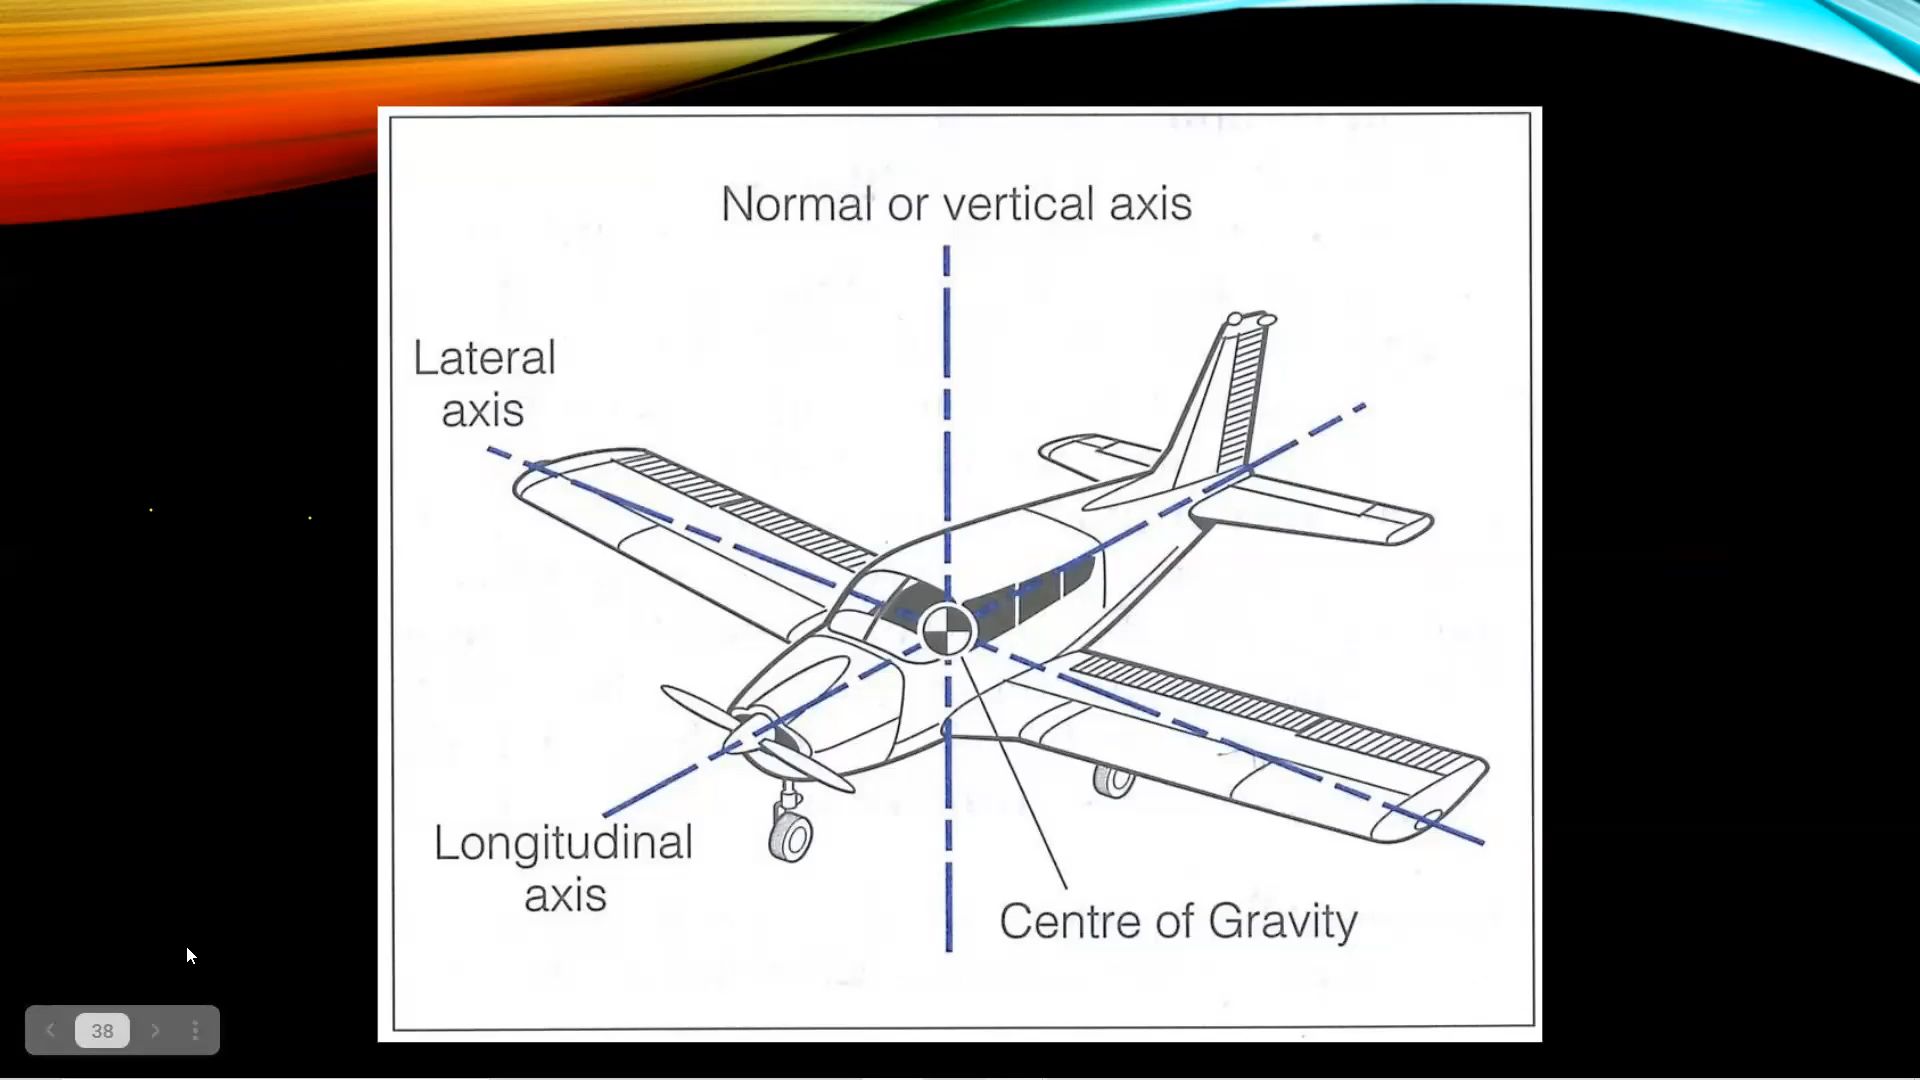 Normal or vertical axis
Lateral
axis
Longitudinal
axis
Centre of Gravity
38